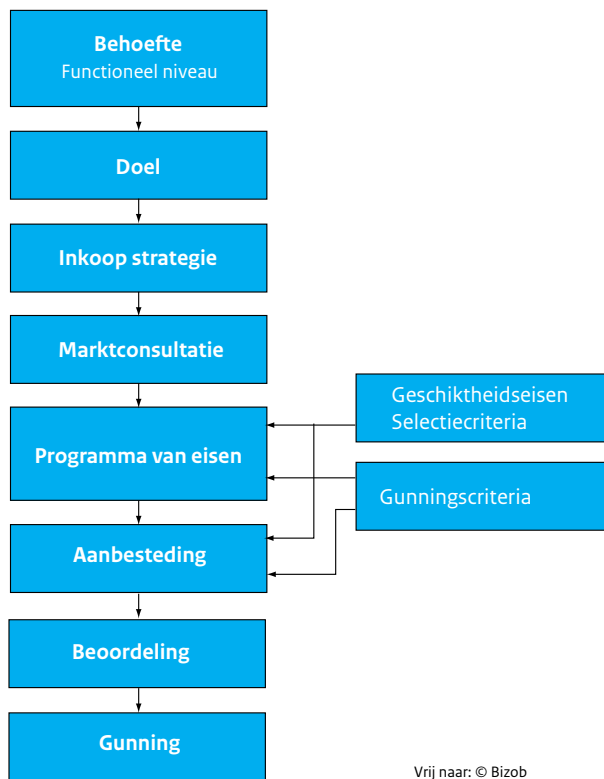 Behoefte
Functioneel niveau
Doel
Inkoop strategie
Marktconsultatie
Geschiktheidseisen
Selectiecriteria
Programma van eisen
Gunningscriteria
Aanbesteding
Beoordeling
Gunning
Vrij naar: © Bizob